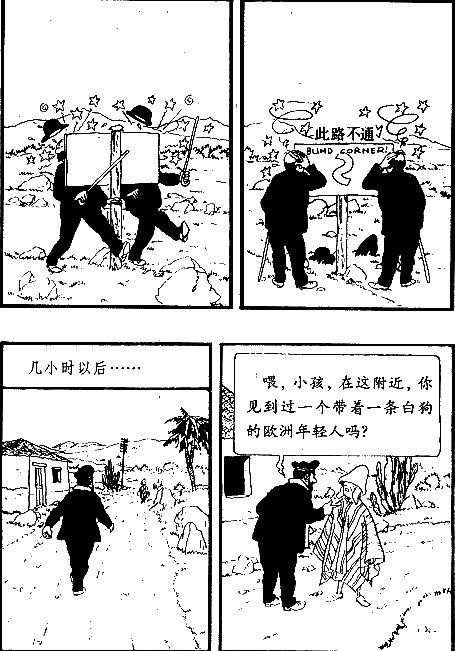 此路不通
BLIND CORNER!
几小时以后……
喂，小孩，在这附近，你
见到过一个带着一条白狗
的欧洲年轻人吗？